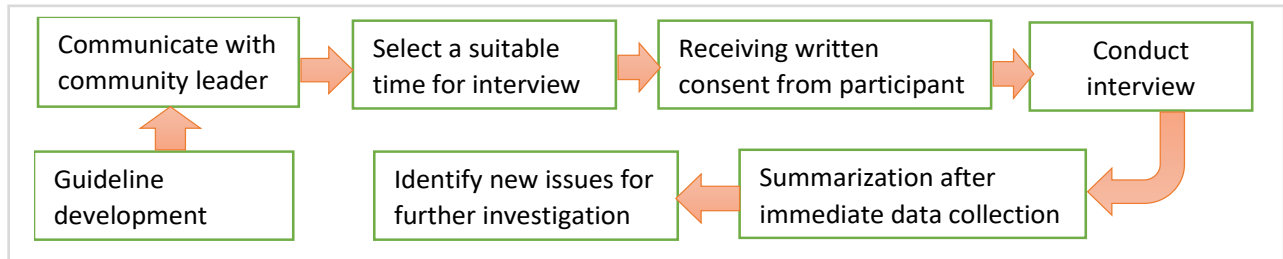 Communicate with
community leader
Select a suitable
time for interview
Receiving written
consent from participant
Conduct
interview
Guideline
development
Identify new issues for
further investigation
Summarization after
immediate data collection